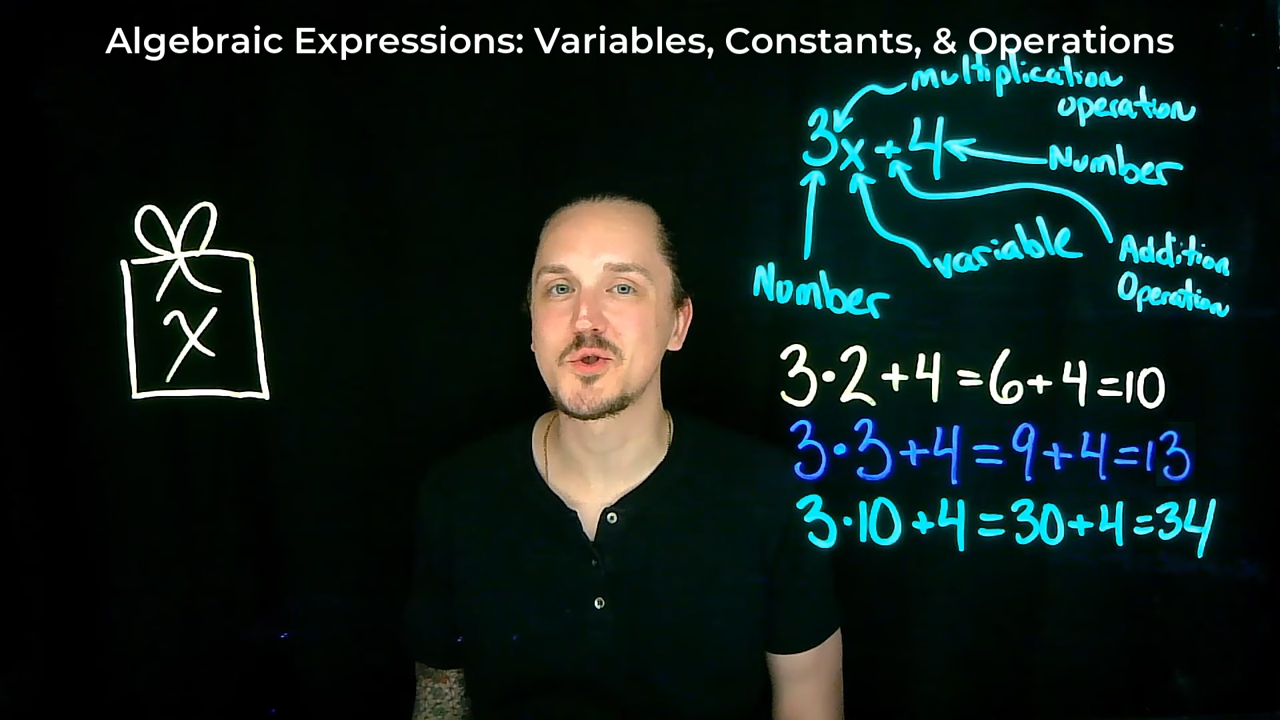 Algebraic Expressions: Variables, Constants, & Operations
multiplication
operation
3x + 4
Number
variable
Addition
Operation
Number
x
3·2+4=6+4=10
3·3+4=9+4=13
3·10+4=30+4=34